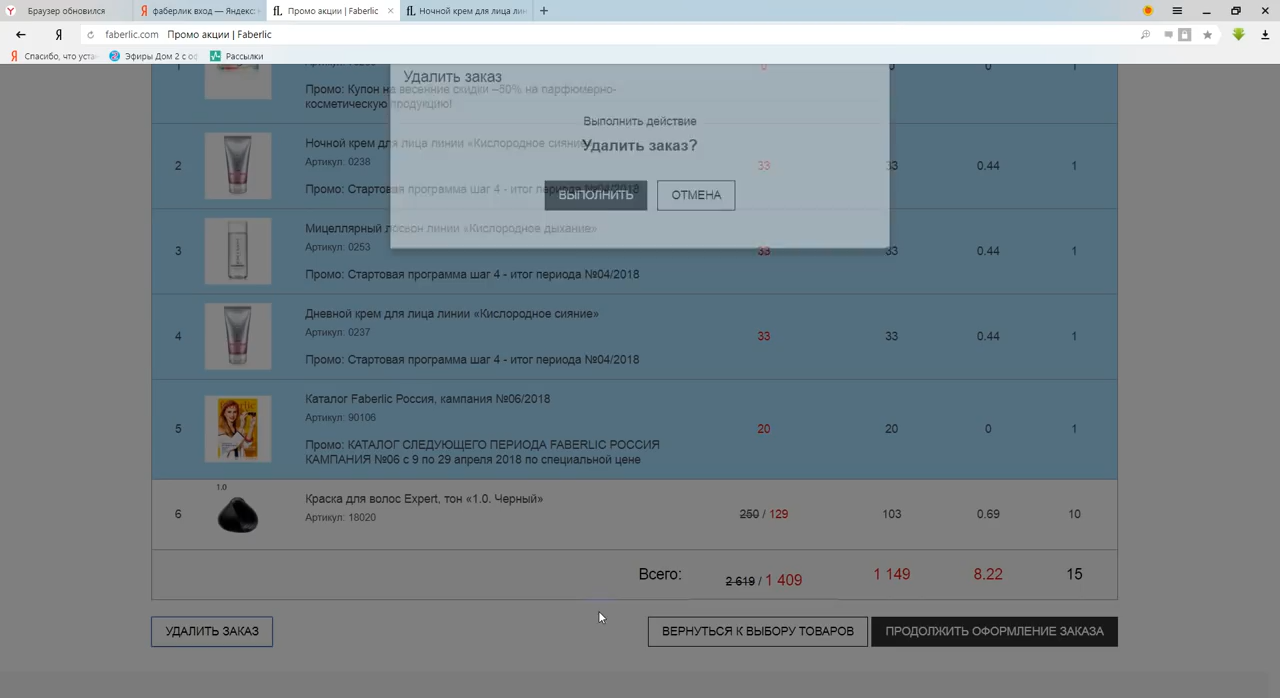 Браузер обновился
фаберлик вход — Яндекс:
Промо акции | Faberlic
Ночной крем для лица лин
faberlic.com Промо акции | Faberlic
Спасибо, что уста
Эфиры Дом 2 с ог
Рассылки
Удалить заказ
Промо: Купон на весенние скидки –50% на парфюмерно-
косметическую продукцию!
Выполнить действие
Удалить заказ?
ВЫПОЛНИТЬ
ОТМЕНА
2
Ночной крем для лица линии «Кислородное сияние»
Артикул: 0238
Промо: Стартовая программа шаг 4 - итог периода №04/2018
33 33 0.44 1
3
Мицеллярный лосьон линии «Кислородное дыхание»
Артикул: 0253
Промо: Стартовая программа шаг 4 - итог периода №04/2018
33 33 0.44 1
4
Дневной крем для лица линии «Кислородное сияние»
Артикул: 0237
Промо: Стартовая программа шаг 4 - итог периода №04/2018
33 33 0.44 1
5
Каталог Faberlic Россия, кампания №06/2018
Артикул: 90106
Промо: КАТАЛОГ СЛЕДУЮЩЕГО ПЕРИОДА FABERLIC РОССИЯ
КАМПАНИЯ №06 с 9 по 29 апреля 2018 по специальной цене
20 20 0 1
6
1.0
Краска для волос Expert, тон «1.0. Черный»
Артикул: 18020
250 / 129 103 0.69 10
Всего: 2 619 / 1 409 1 149 8.22 15
УДАЛИТЬ ЗАКАЗ
ВЕРНУТЬСЯ К ВЫБОРУ ТОВАРОВ
ПРОДОЛЖИТЬ ОФОРМЛЕНИЕ ЗАКАЗА